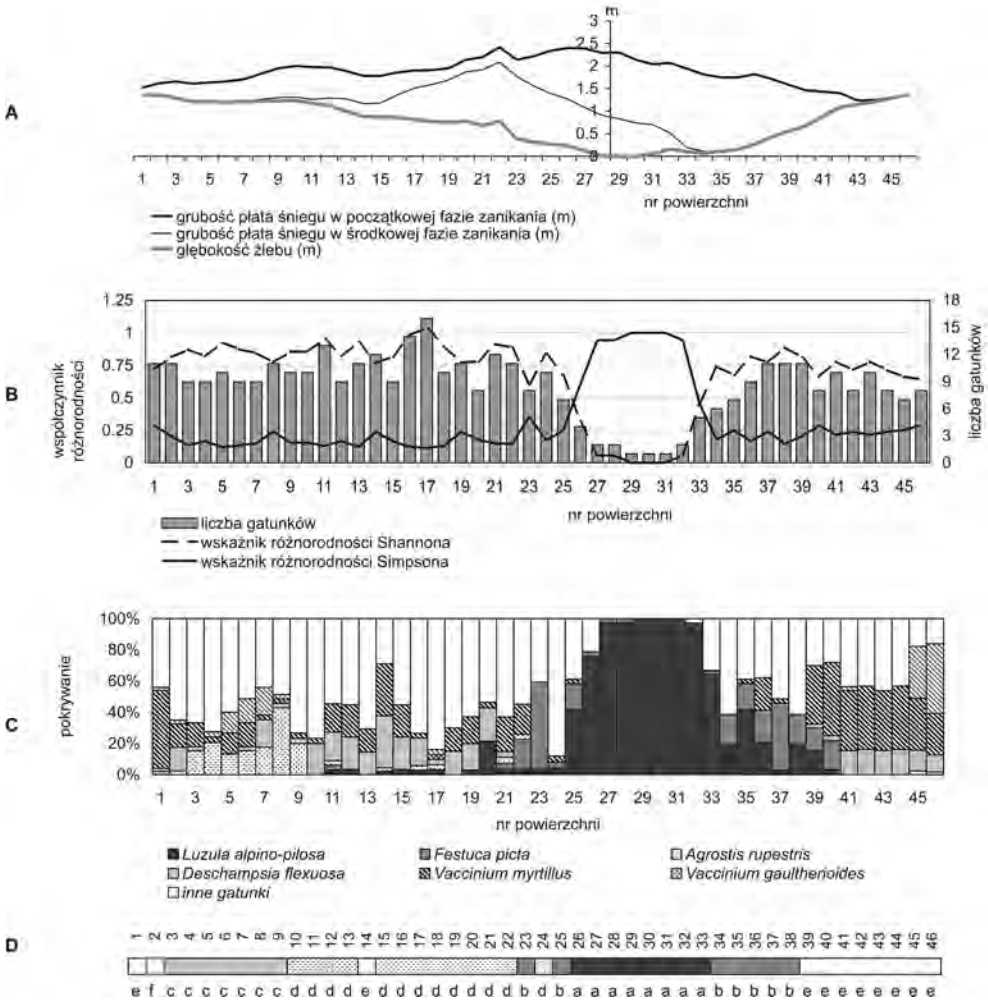 m
3
2.5
2
1.5
1
0.5
0
A
1 3 5 7 9 11 13 15 17 19 21 23 25 27 29 31 33 35 37 39 41 43 45
nr powierzchni
grubość płata śniegu w początkowej fazie zanikania (m)
grubość płata śniegu w środkowej fazie zanikania (m)
głębokość żlebu (m)
B
współczynnik
różnorodności
1.25
1
0.75
0.5
0.25
0
18
15
12
9
6
3
0
liczba gatunków
1 3 5 7 9 11 13 15 17 19 21 23 25 27 29 31 33 35 37 39 41 43 45
nr powierzchni
liczba gatunków
wskaźnik różnorodności Shannona
wskaźnik różnorodności Simpsona
C
pokrywanie
100%
80%
60%
40%
20%
0%
1 3 5 7 9 11 13 15 17 19 21 23 25 27 29 31 33 35 37 39 41 43 45
nr powierzchni
Luzula alpino-pilosa Festuca picta Agrostis rupestris
Deschampsia flexuosa Vaccinium myrtillus Vaccinium gaultherioides
inne gatunki
D
1 2 3 4 5 6 7 8 9 10 11 12 13 14 15 16 17 18 19 20 21 22 23 24 25 26 27 28 29 30 31 32 33 34 35 36 37 38 39 40 41 42 43 44 45 46
e f c c c c c c c d d d d e d d d d d d d d b d b a a a a a a a a b b b b b e e e e e e e e